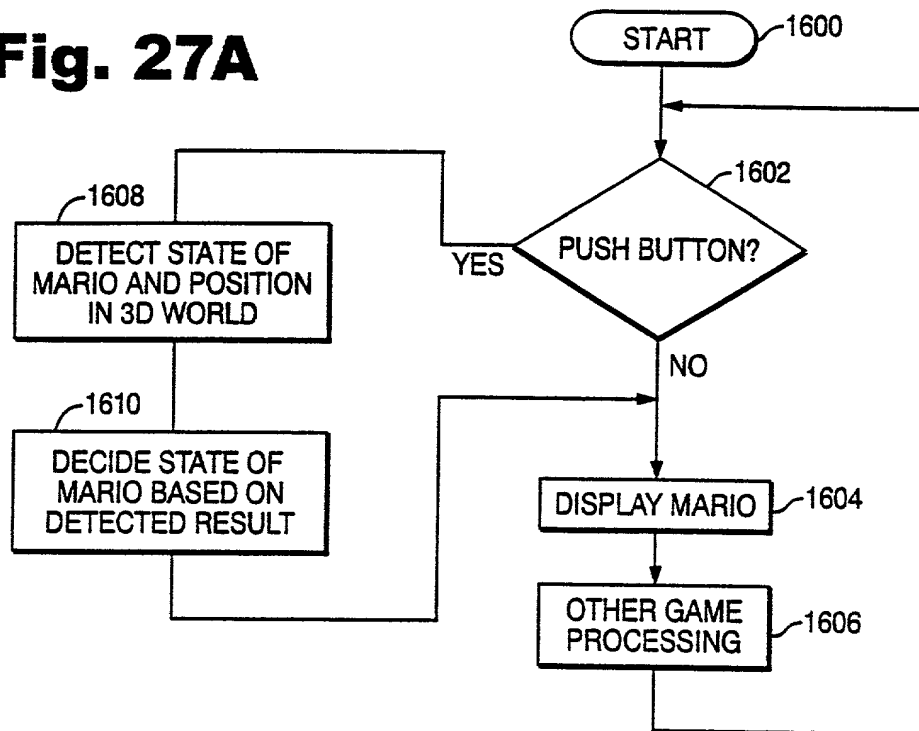 Fig. 27A
START
1600
1602
PUSH BUTTON?
YES
NO
1608
DETECT STATE OF
MARIO AND POSITION
IN 3D WORLD
1610
DECIDE STATE OF
MARIO BASED ON
DETECTED RESULT
DISPLAY MARIO
1604
OTHER GAME
PROCESSING
1606